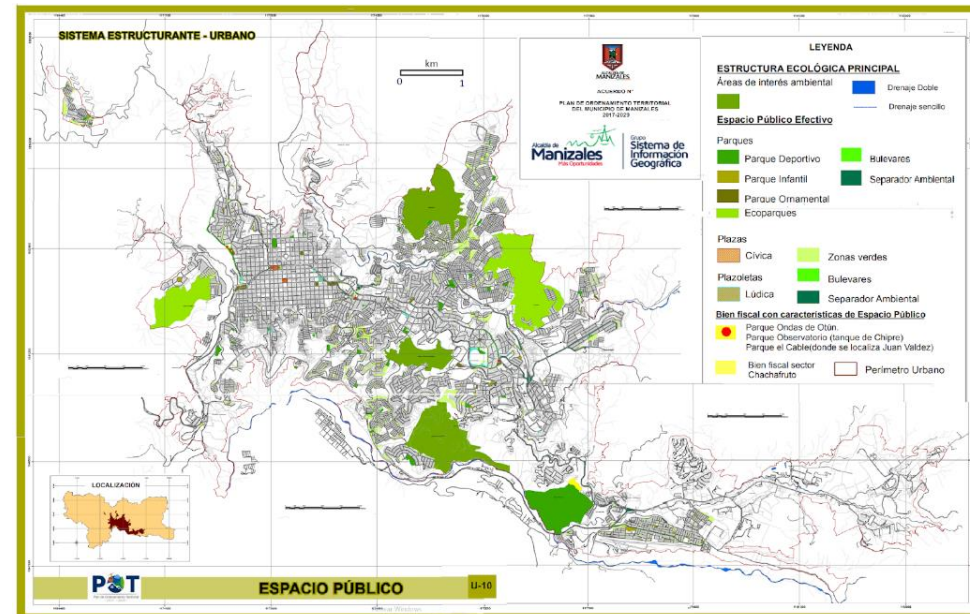 SISTEMA ESTRUCTURANTE - URBANO
km
0 1
MANIZALES
ACUERDO N°
PLAN DE ORDENAMIENTO TERRITORIAL
DEL MUNICIPIO DE MANIZALES
2017-2023
Alcaldía de
Manizales
Más Oportunidades
Grupo
Sistema de
Información
Geográfica
LEYENDA
ESTRUCTURA ECOLÓGICA PRINCIPAL
Áreas de interés ambiental
Drenaje Doble
Drenaje sencillo
Espacio Público Efectivo
Parques
Parque Deportivo
Bulevares
Parque Infantil
Separador Ambiental
Parque Ornamental
Ecoparques
Plazas
Cívica
Zonas verdes
Plazoletas
Bulevares
Lúdica
Separador Ambiental
Bien fiscal con características de Espacio Público
Parque Ondas de Otún.
Parque Observatorio (tanque de Chipre)
Parque el Cable(donde se localiza Juan Valdez)
Bien fiscal sector
Chachafruto
Perímetro Urbano
LOCALIZACIÓN
POT
ESPACIO PÚBLICO
U-10